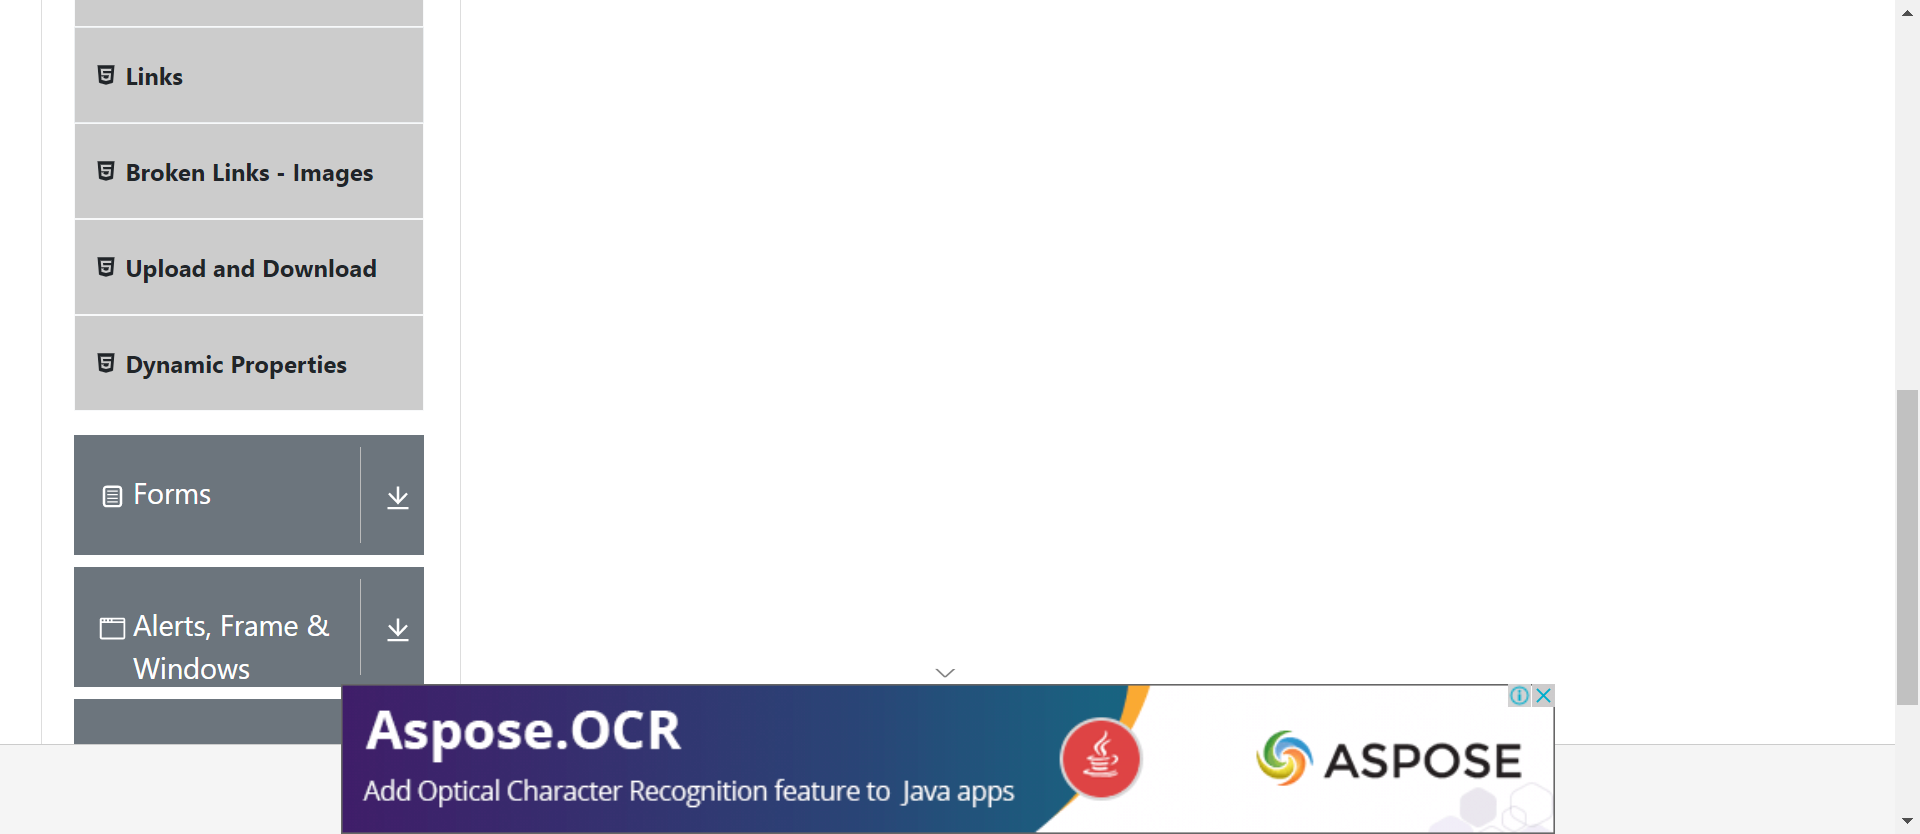 Links
Broken Links - Images
Upload and Download
Dynamic Properties
Forms
Alerts, Frame &
Windows
Aspose.OCR
Add Optical Character Recognition feature to Java apps
ASPOSE